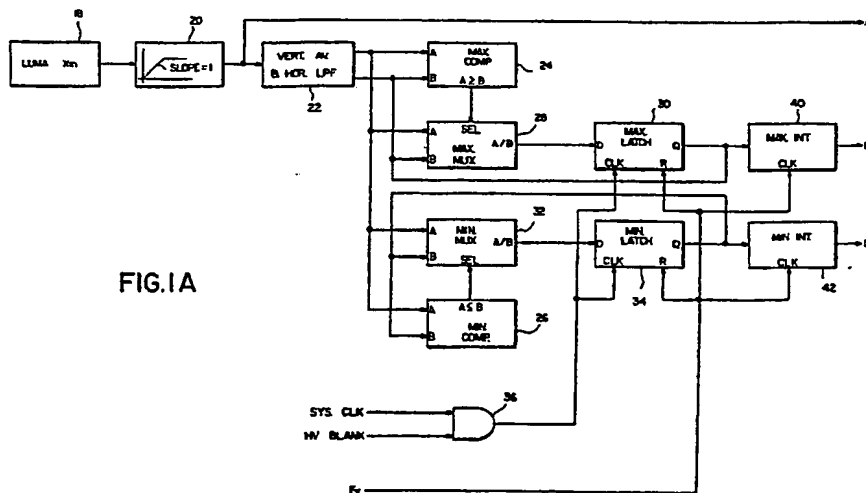 18
20
LUMA Xin
SLOPE=1
VERT. AV.
& HOR. LPF
22
A
B
MAX.
COMP
A ≥ B
24
A
B
SEL
MAX.
MUX
A/B
28
30
MAX.
LATCH
D
Q
CLK
R
40
MAX. INT
CLK
A
B
MIN.
MUX
SEL
A/B
32
MIN.
LATCH
D
Q
CLK
R
34
MIN INT.
CLK
42
A
B
A ≤ B
MIN.
COMP.
26
FIG.1A
SYS. CLK
HV BLANK
36